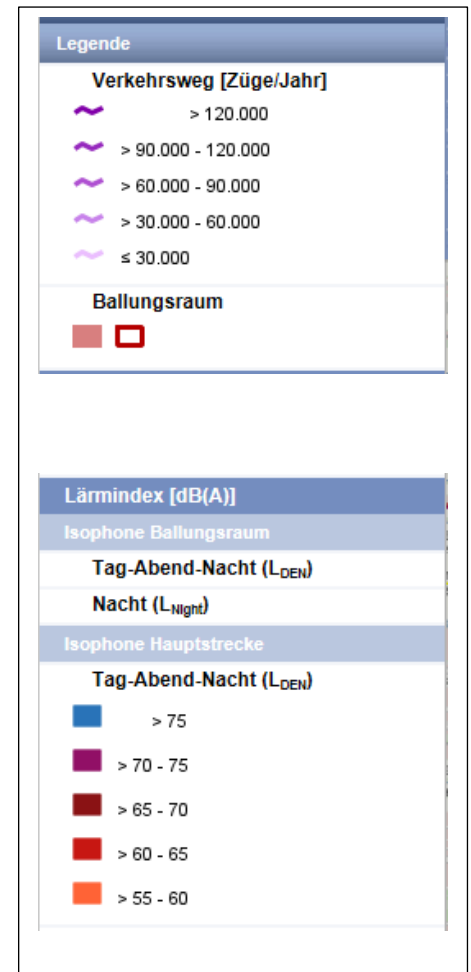 Legende
Verkehrsweg [Züge/Jahr]
> 120.000
> 90.000 - 120.000
> 60.000 - 90.000
> 30.000 - 60.000
≤ 30.000
Ballungsraum
Lärmindex [dB(A)]
Isophone Ballungsraum
Tag-Abend-Nacht (LDEN)
Nacht (LNight)
Isophone Hauptstrecke
Tag-Abend-Nacht (LDEN)
> 75
> 70 - 75
> 65 - 70
> 60 - 65
> 55 - 60